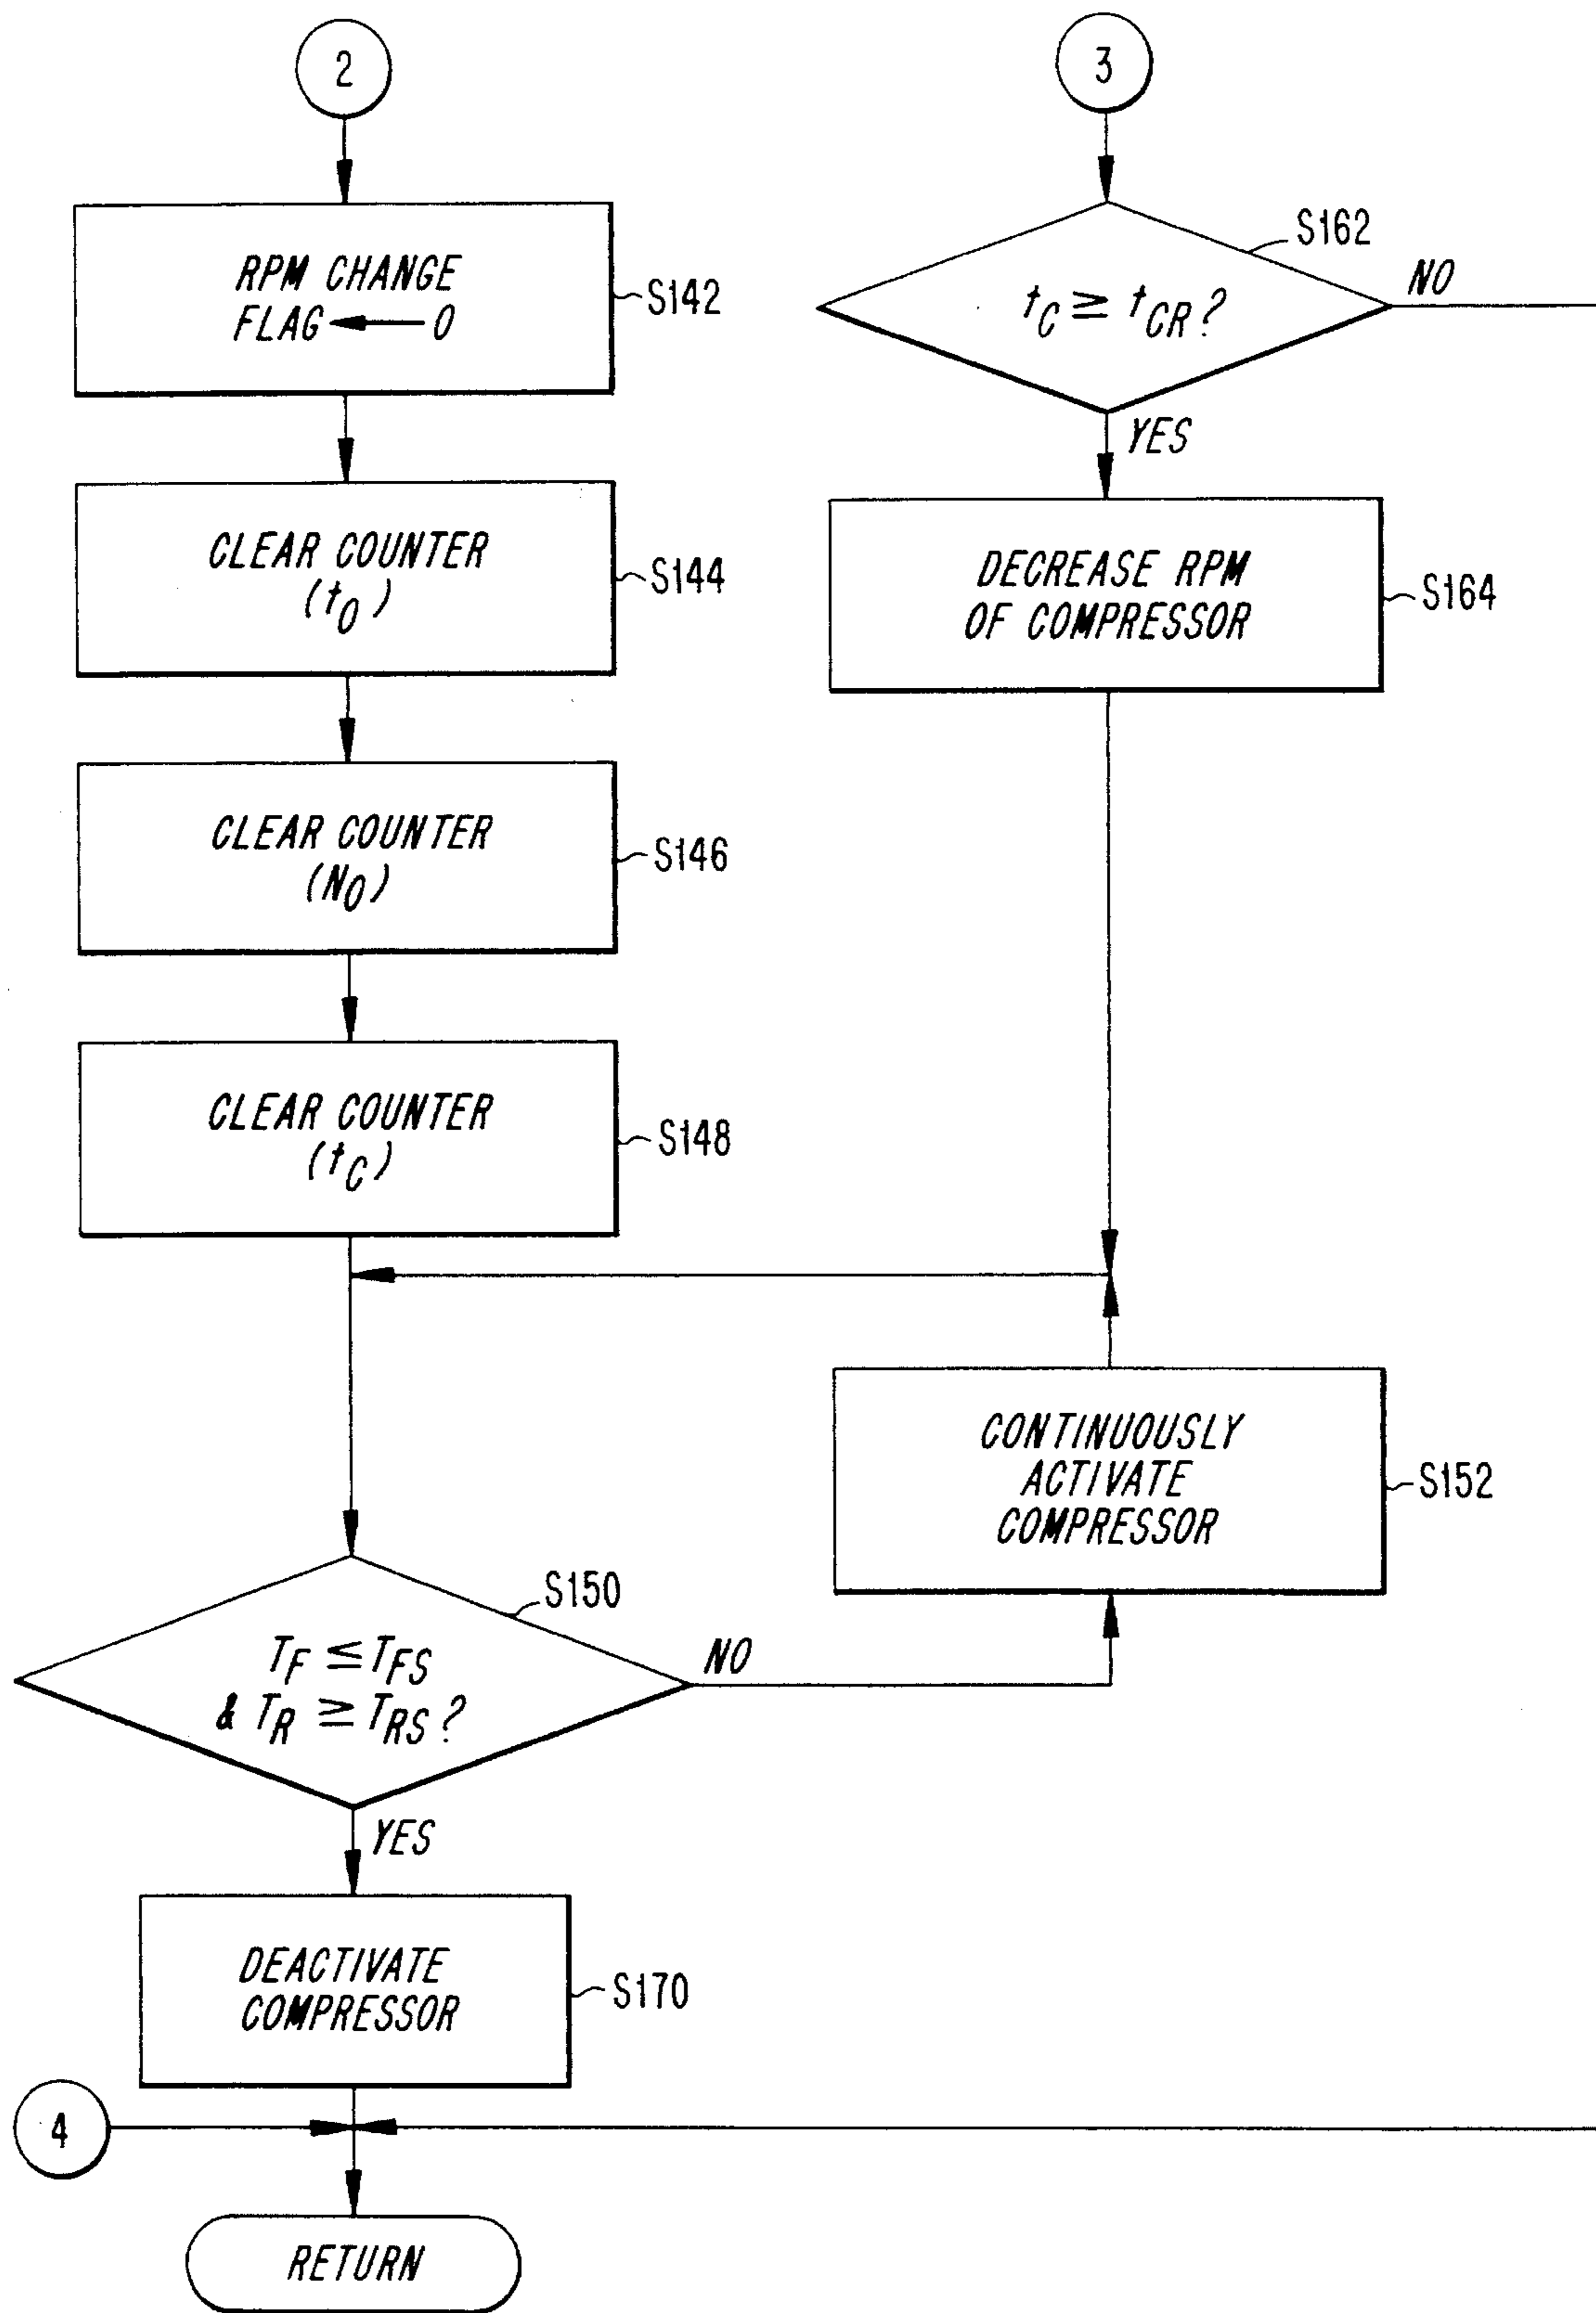 2
RPM CHANGE
FLAG ← 0
S142
CLEAR COUNTER
(tO)
S144
CLEAR COUNTER
(NO)
S146
CLEAR COUNTER
(tC)
S148
S150
TF ≤ TFS
& TR ≧ TRS?
NO
YES
DEACTIVATE
COMPRESSOR
S170
4
RETURN
3
S162
tC ≧ tCR?
NO
YES
DECREASE RPM
OF COMPRESSOR
S164
CONTINUOUSLY
ACTIVATE
COMPRESSOR
S152